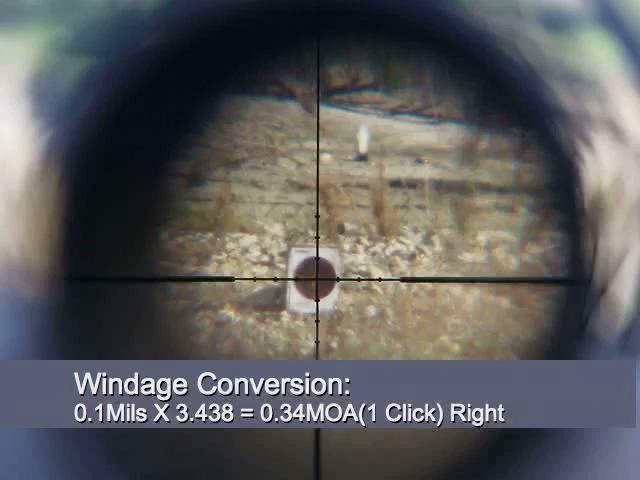 Windage Conversion:
0.1Mils X 3.438 = 0.34MOA(1 Click) Right